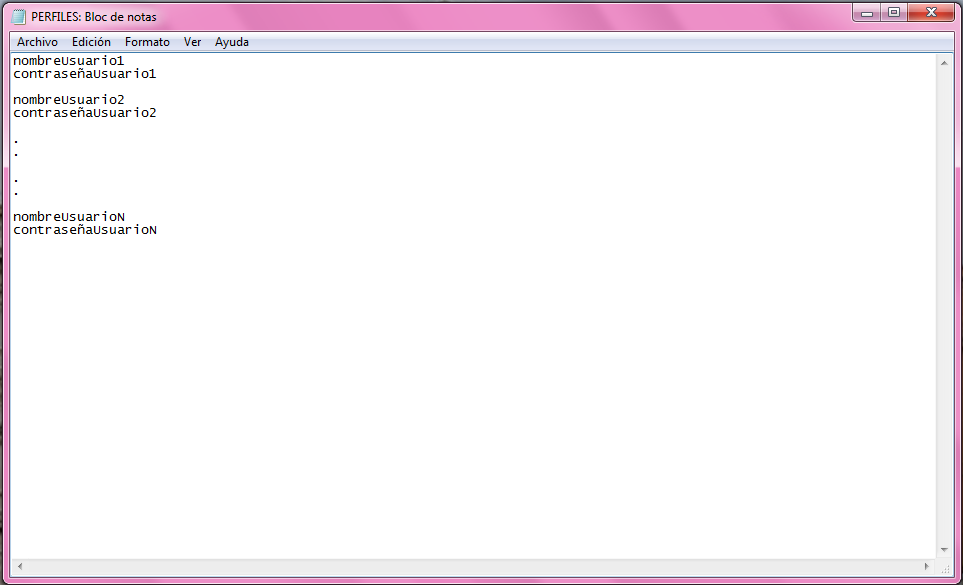 PERFILES: Bloc de notas
Archivo Edición Formato Ver Ayuda
nombreUsuario1
contraseñaUsuario1
nombreUsuario2
contraseñaUsuario2
.
.
.
.
nombreUsuarioN
contraseñaUsuarioN